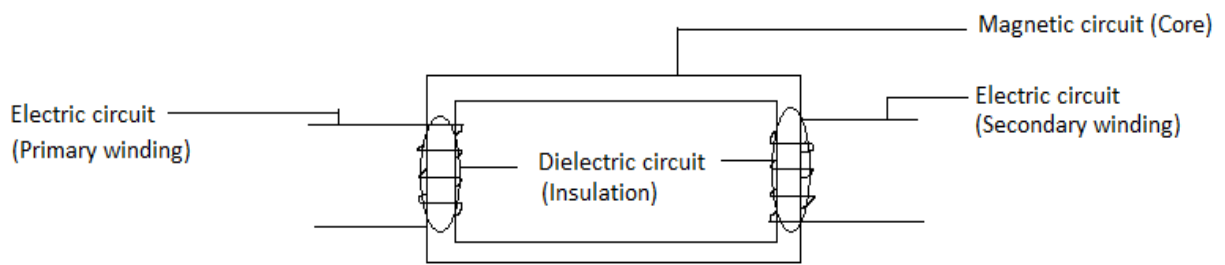 Magnetic circuit (Core)
Electric circuit
(Primary winding)
Electric circuit
(Secondary winding)
Dielectric circuit
(Insulation)